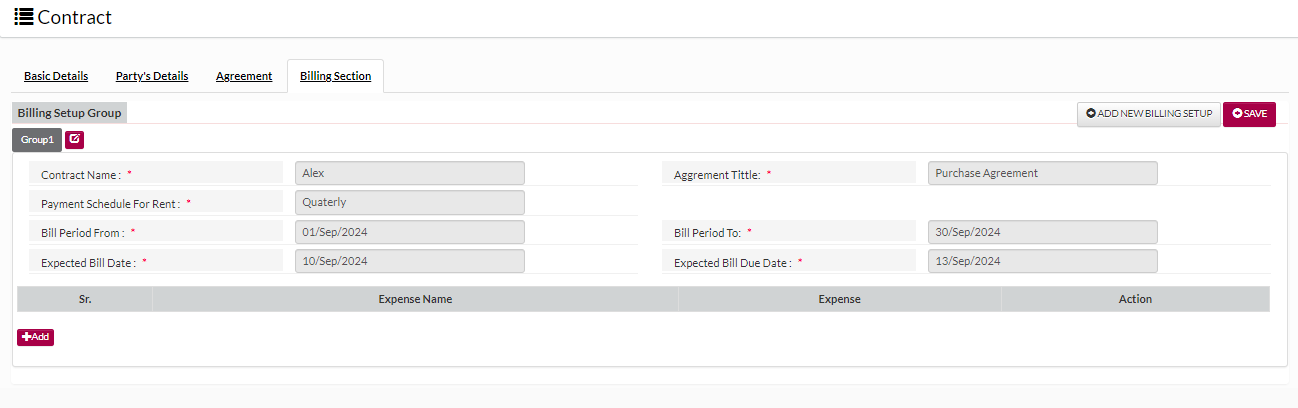 Contract
Basic Details Party's Details Agreement Billing Section
Billing Setup Group ADD NEW BILLING SETUP SAVE
Group1
Contract Name : * Alex Aggrement Tittle: * Purchase Agreement
Payment Schedule For Rent : * Quaterly
Bill Period From : * 01/Sep/2024 Bill Period To: * 30/Sep/2024
Expected Bill Date : * 10/Sep/2024 Expected Bill Due Date : * 13/Sep/2024
Sr. Expense Name Expense Action
Add